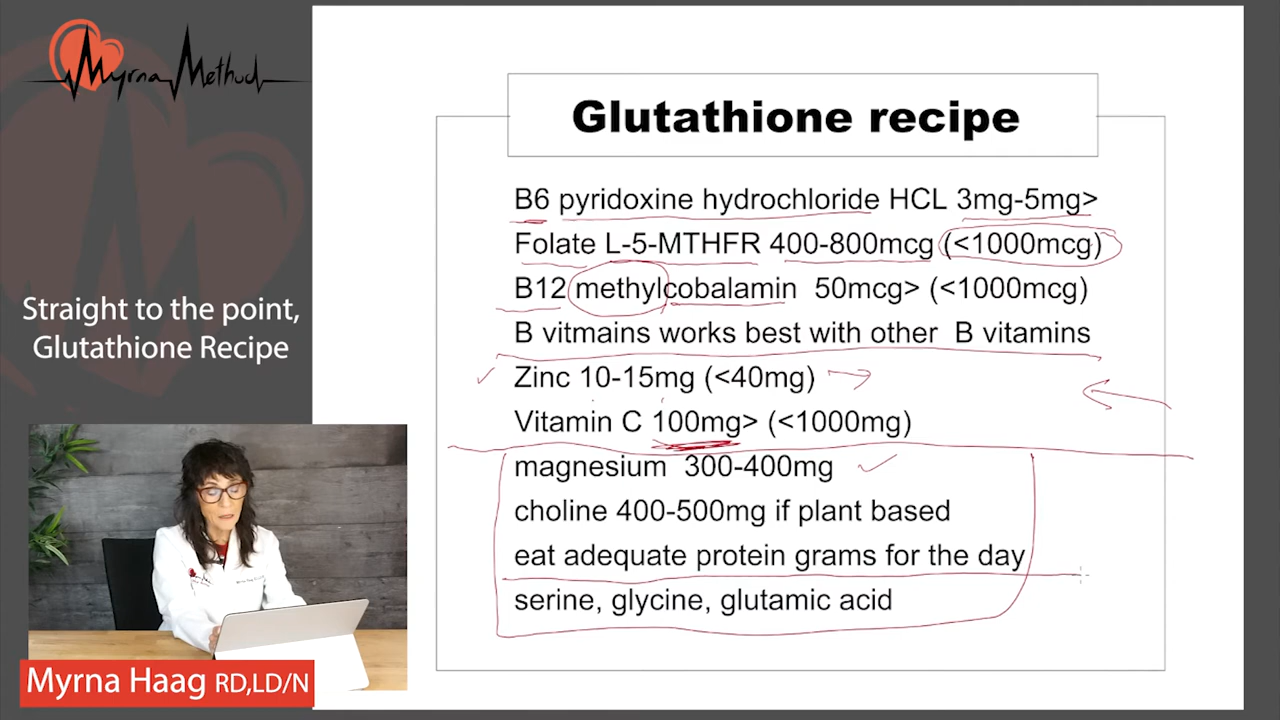 Myrna Method
Straight to the point,
Glutathione Recipe
Myrna Haag RD,LD/N
Glutathione recipe
B6 pyridoxine hydrochloride HCL 3mg-5mg>
Folate L-5-MTHFR 400-800mcg (<1000mcg)
B12 methylcobalamin 50mcg> (<1000mcg)
B vitmains works best with other B vitamins
Zinc 10-15mg (<40mg)
Vitamin C 100mg> (<1000mg)
magnesium 300-400mg
choline 400-500mg if plant based
eat adequate protein grams for the day
serine, glycine, glutamic acid